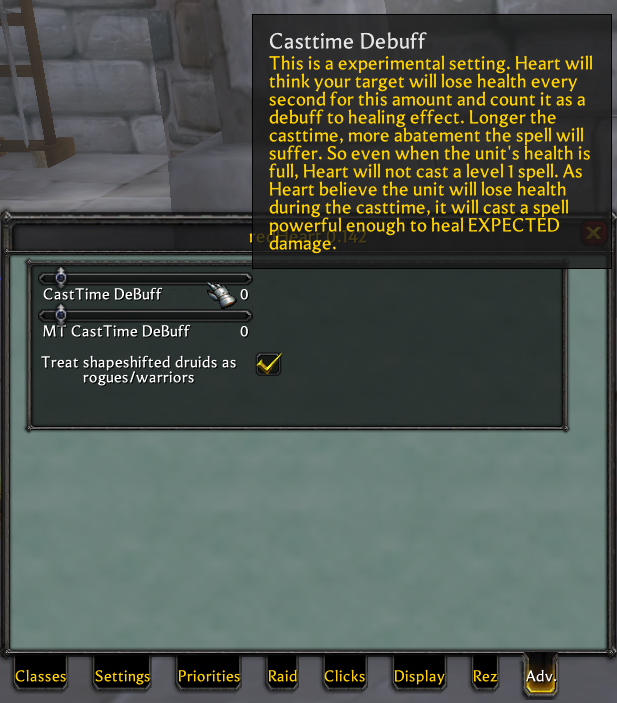 Casttime Debuff
This is a experimental setting. Heart will
think your target will lose health every
second for this amount and count it as a
debuff to healing effect. Longer the
casttime, more abatement the spell will
suffer. So even when the unit's health is
full, Heart will not cast a level 1 spell. As
Heart believe the unit will lose health
during the casttime, it will cast a spell
powerful enough to heal EXPECTED
damage.
0.142
CastTime DeBuff 0
MT CastTime DeBuff 0
Treat shapeshifted druids as
rogues/warriors
Classes Settings Priorities Raid Clicks Display Rez Adv.